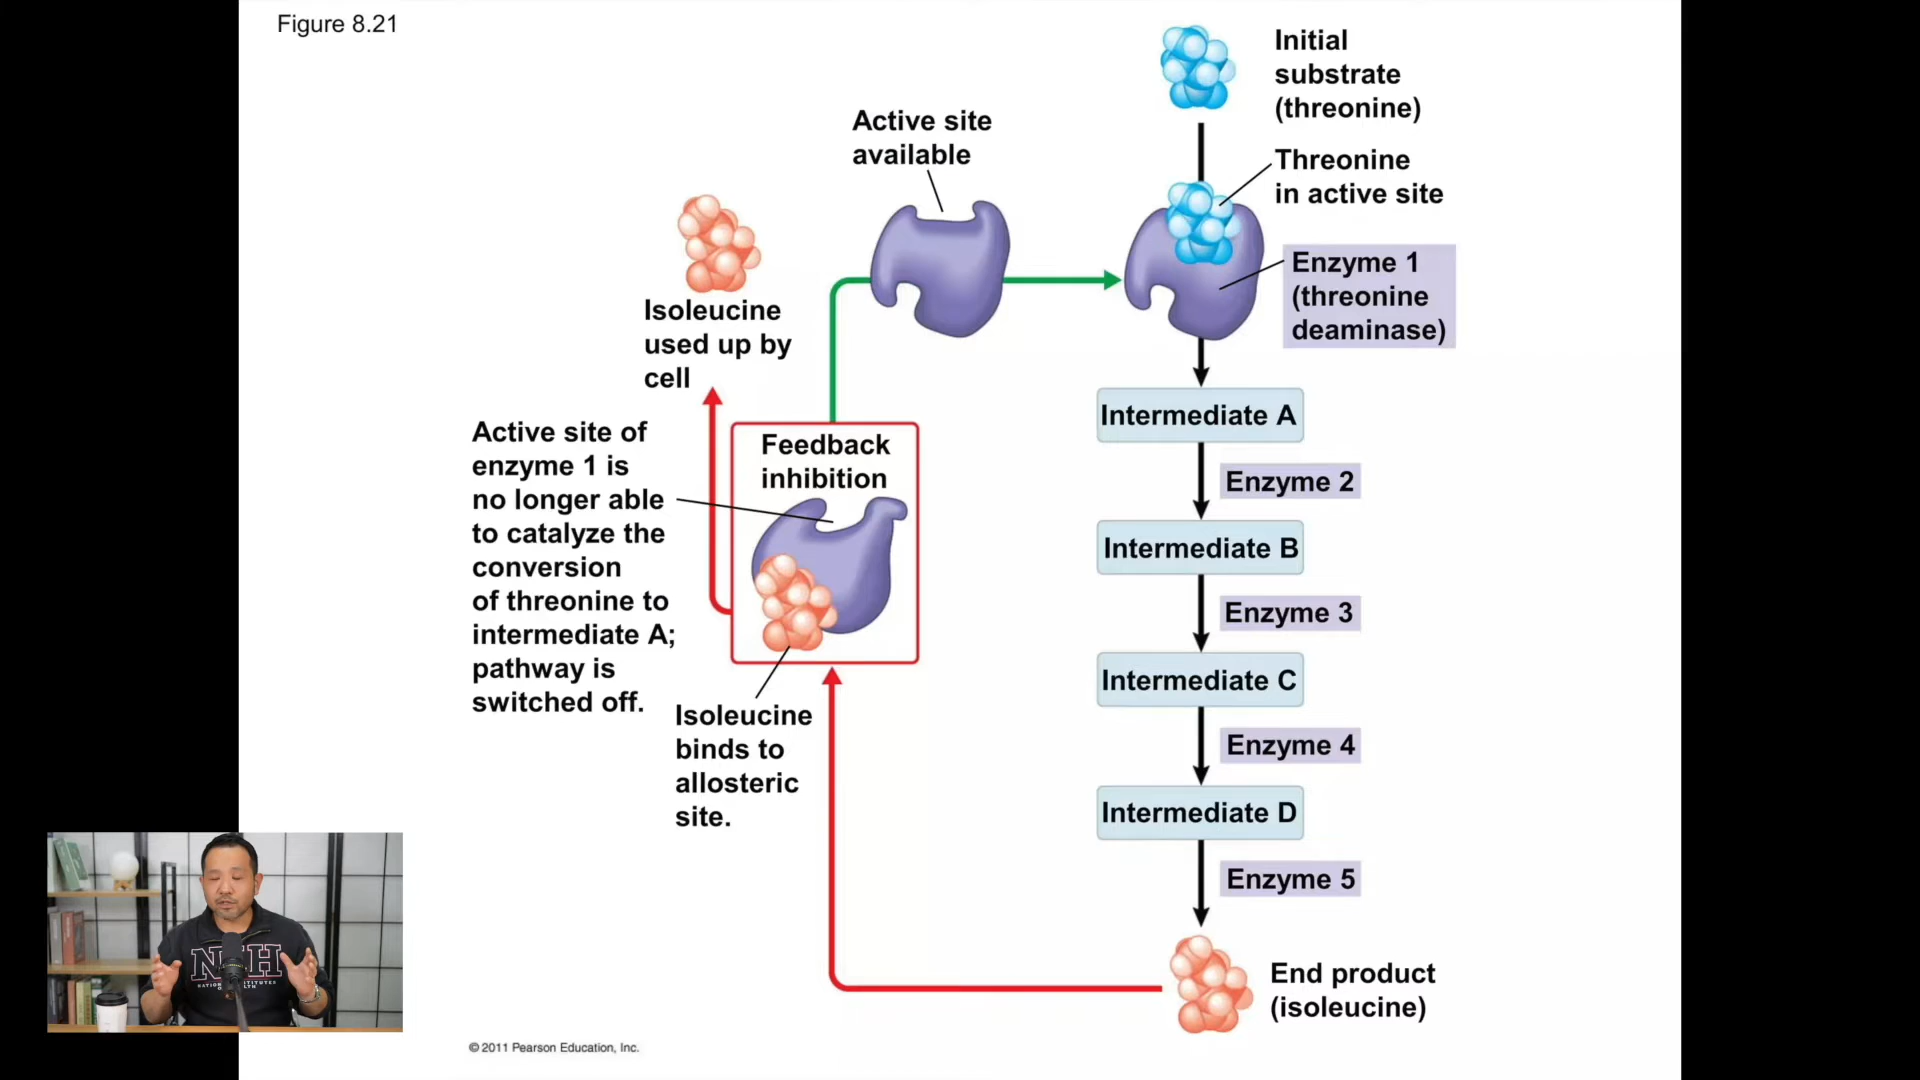 Figure 8.21
Initial
substrate
(threonine)
Active site
available
Threonine
in active site
Enzyme 1
(threonine
deaminase)
Isoleucine
used up by
cell
Feedback
inhibition
Active site of
enzyme 1 is
no longer able
to catalyze the
conversion
of threonine to
intermediate A;
pathway is
switched off.
Isoleucine
binds to
allosteric
site.
Intermediate A
Enzyme 2
Intermediate B
Enzyme 3
Intermediate C
Enzyme 4
Intermediate D
Enzyme 5
End product
(isoleucine)
© 2011 Pearson Education, Inc.